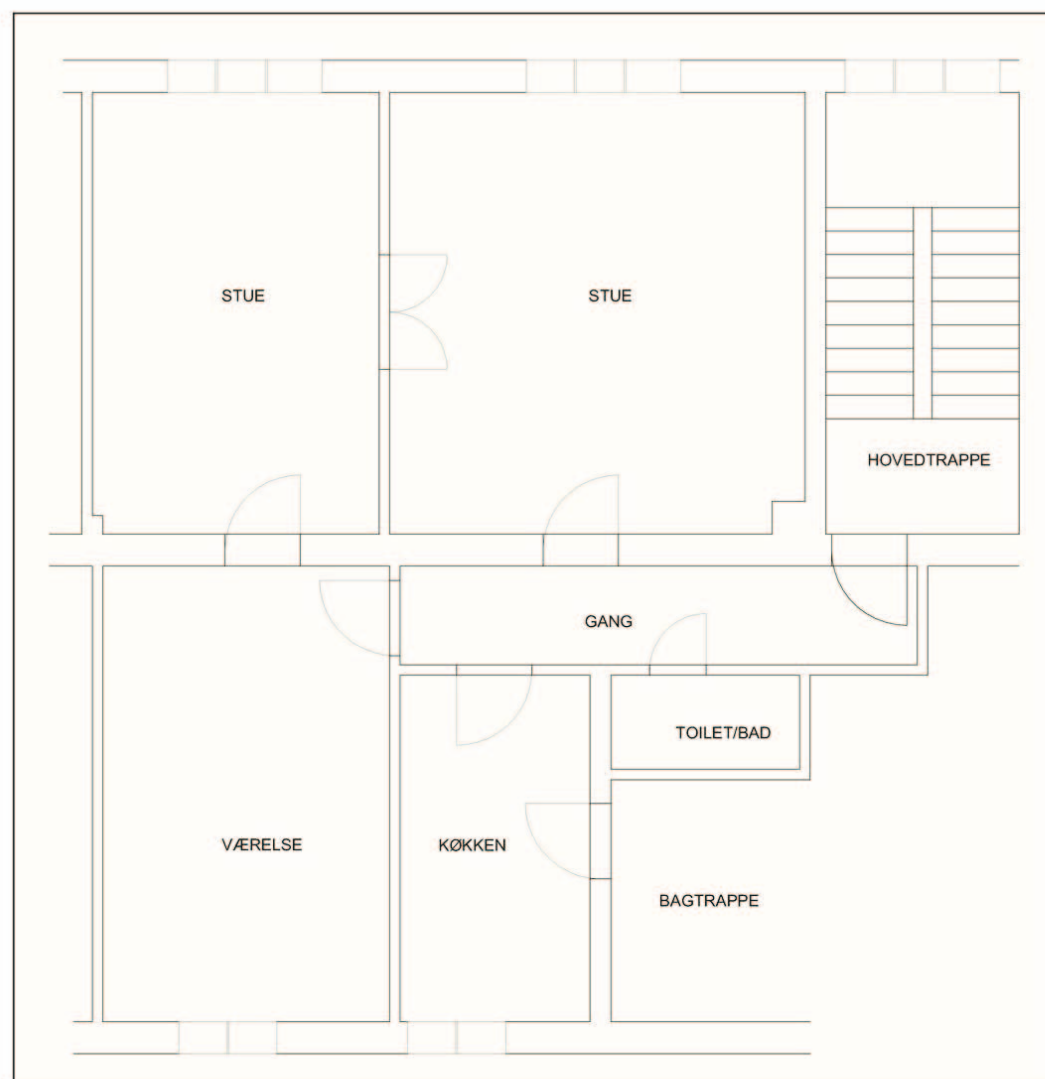 STUE
STUE
HOVEDTRAPPE
GANG
TOILET/BAD
VÆRELSE
KØKKEN
BAGTRAPPE